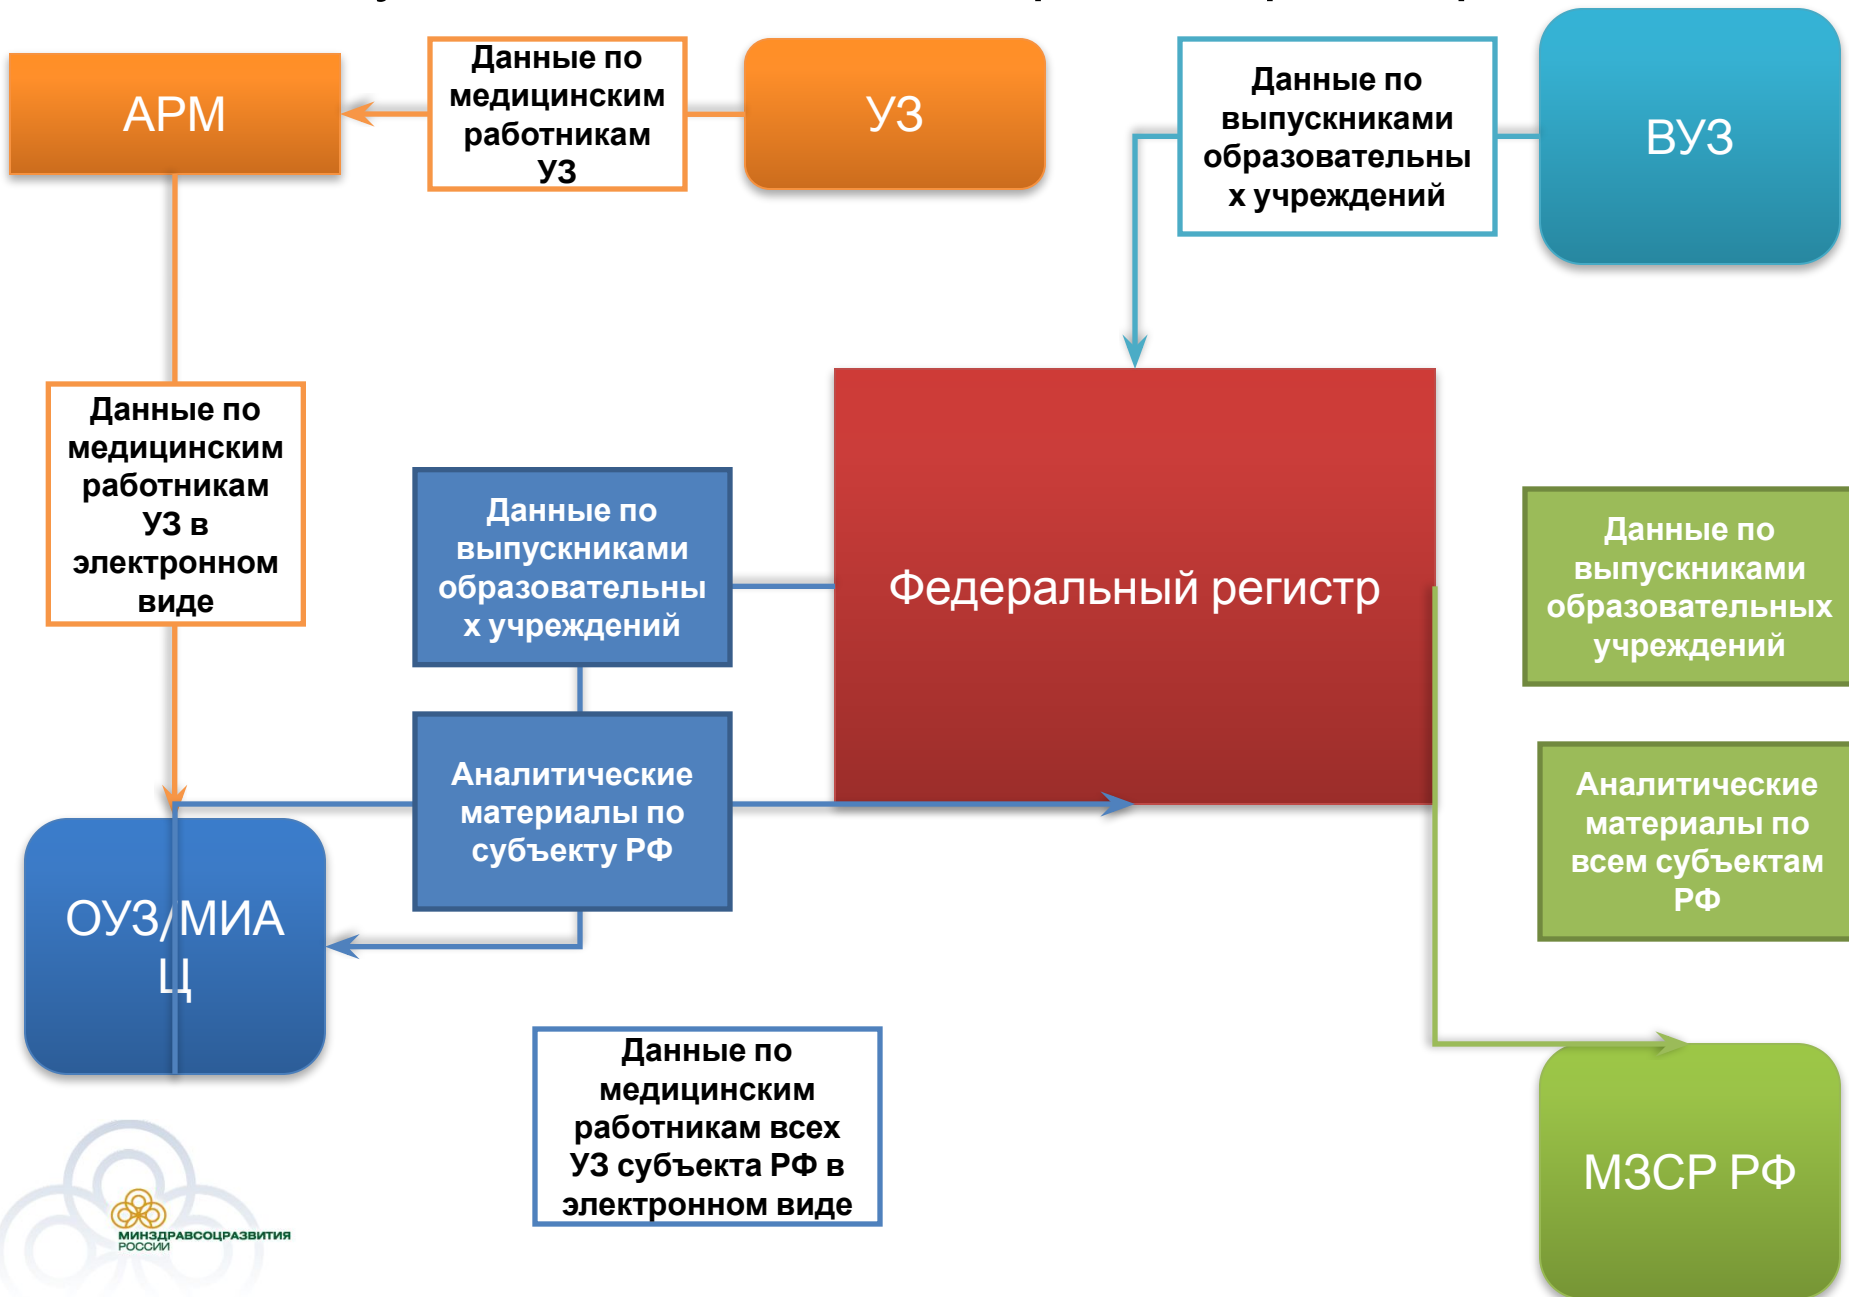 АРМ
Данные по
медицинским
работникам
УЗ
УЗ
Данные по
выпускниками
образовательны
х учреждений
ВУЗ
Данные по
медицинским
работникам
УЗ в
электронном
виде
Данные по
выпускниками
образовательны
х учреждений
Федеральный регистр
Данные по
выпускниками
образовательных
учреждений
Аналитические
материалы по
субъекту РФ
Аналитические
материалы по
всем субъектам
РФ
ОУЗ/МИА
Ц
Данные по
медицинским
работникам всех
УЗ субъекта РФ в
электронном виде
МЗСР РФ
МИНЗДРАВСОЦРАЗВИТИЯ
РОССИИ